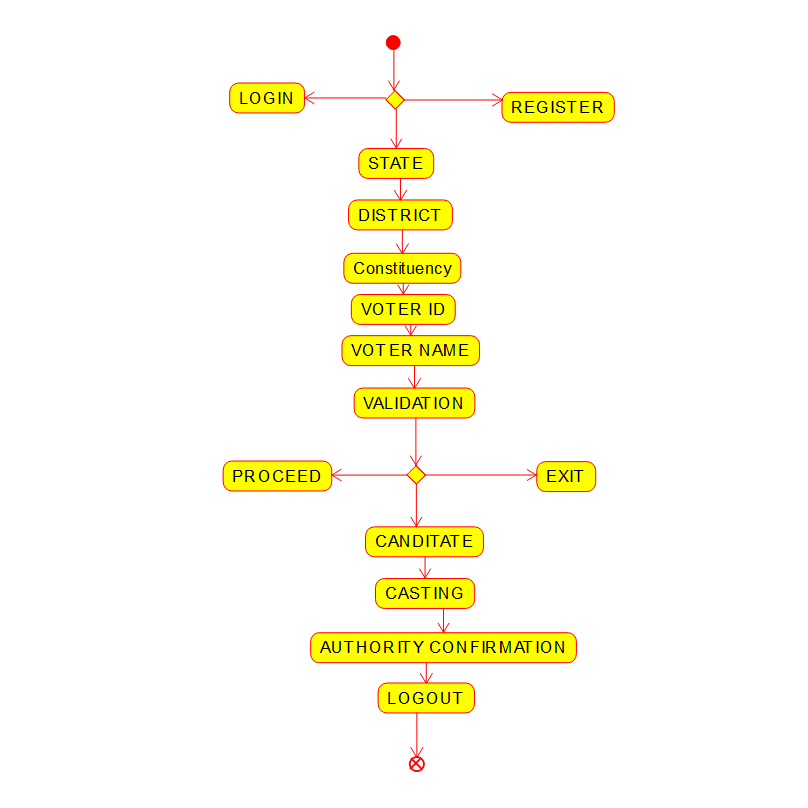 LOGIN
REGISTER
STATE
DISTRICT
Constituency
VOTER ID
VOTER NAME
VALIDATION
PROCEED
EXIT
CANDITATE
CASTING
AUTHORITY CONFIRMATION
LOGOUT